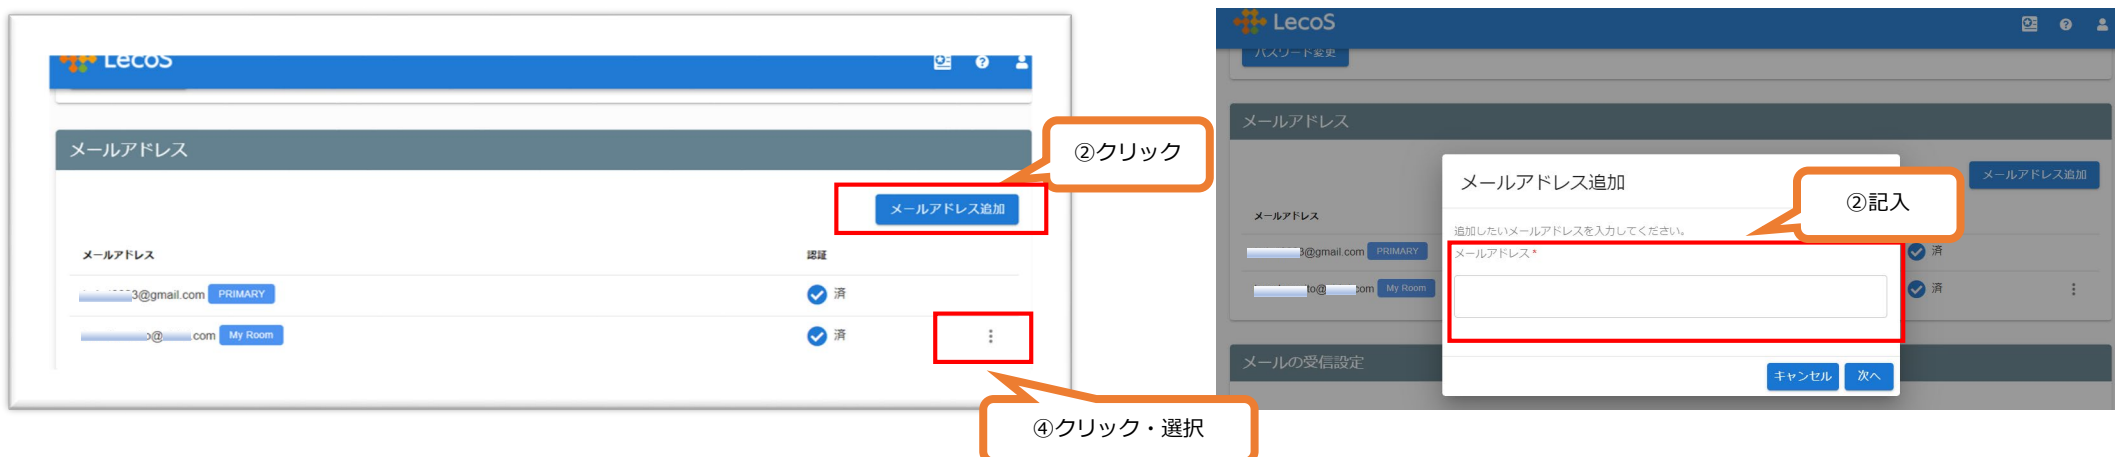 LecoS
メールアドレス
②クリック
メールアドレス追加
メールアドレス 認証
3@gmail.com PRIMARY 済
o@ .com My Room 済
④クリック・選択
LecoS
パスワード変更
メールアドレス
メールアドレス追加
メールアドレス追加
②記入
メールアドレス
追加したいメールアドレスを入力してください。
メールアドレス*
3@gmail.com PRIMARY 済
to@ com My Room 済
メールの受信設定
キャンセル 次へ